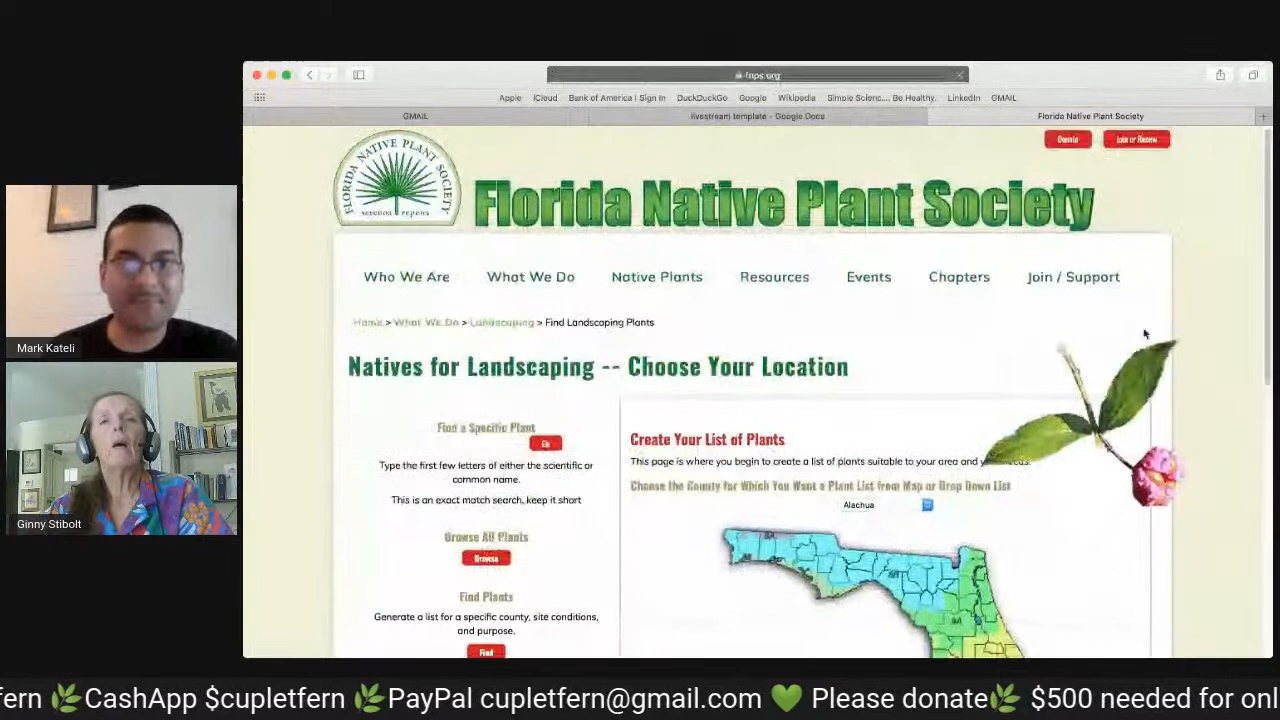 fnps.org
Apple iCloud Bank of America | Sign In DuckDuckGo Google Wikipedia Simple Scienc.... Be Healthy. LinkedIn GMAIL
GMAIL livestream template - Google Docs Florida Native Plant Society
Donate Join or Renew
FLORIDA NATIVE PLANT SOCIETY
serenoa repens
Florida Native Plant Society
Who We Are What We Do Native Plants Resources Events Chapters Join / Support
Home > What We Do > Landscaping > Find Landscaping Plants
Natives for Landscaping -- Choose Your Location
Find a Specific Plant
Go
Type the first few letters of either the scientific or
common name.
This is an exact match search, keep it short
Browse All Plants
Browse
Find Plants
Generate a list for a specific county, site conditions,
and purpose.
Find
Create Your List of Plants
This page is where you begin to create a list of plants suitable to your area and
Choose the County for Which You Want a Plant List from Map or Drop Down List
Alachua
Mark Kateli
Ginny Stibolt
fern 🌿CashApp $cupletfern 🌿PayPal cupletfern@gmail.com 💚 Please donate🌿 $500 needed for onl